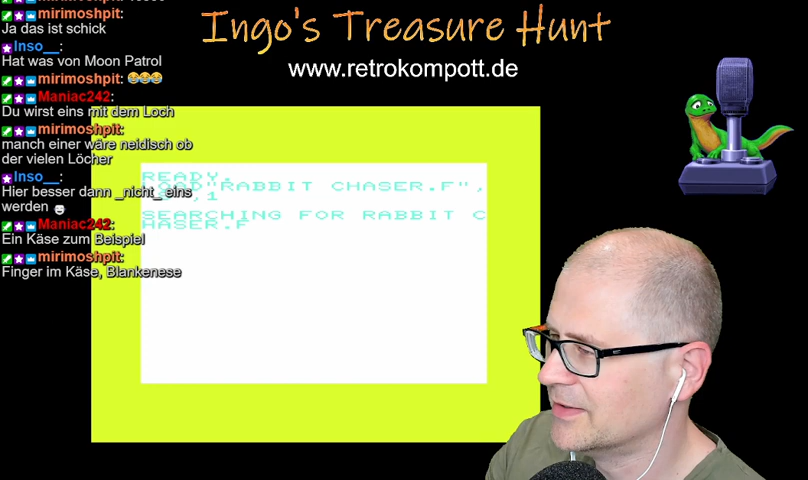 Ingo's Treasure Hunt
www.retrokompott.de
mirimoshpit:
Ja das ist schick
Inso__:
Hat was von Moon Patrol
mirimoshpit: 😂😂😂
Maniac242:
Du wirst eins mit dem Loch
mirimoshpit:
manch einer wäre neidisch ob
der vielen Löcher
Inso__:
Hier besser dann _nicht_ eins
werden
Maniac242:
Ein Käse zum Beispiel
mirimoshpit:
Finger im Käse, Blankenese
READY.
"RABBIT CHASER.F",
,1
SEARCHING FOR RABBIT C
HASER.F